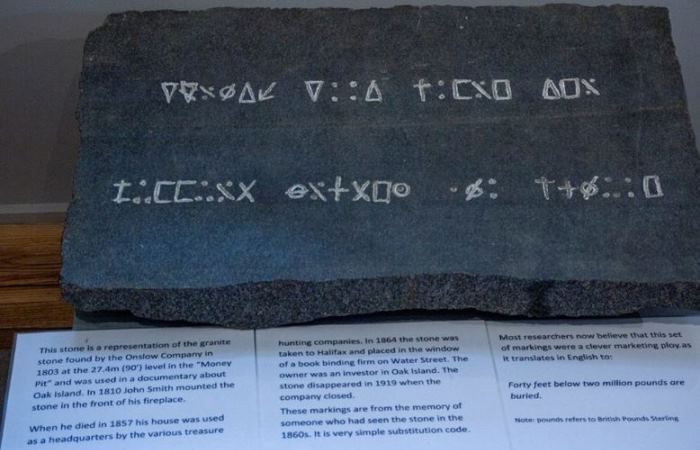 This stone is a representation of the granite
stone found by the Onslow Company in
1803 at the 27.4m (90') level in the "Money
Pit" and was used in a documentary about
Oak Island. In 1810 John Smith mounted the
stone in the front of his fireplace.
When he died in 1857 his house was used
as a headquarters by the various treasure
hunting companies. In 1864 the stone was
taken to Halifax and placed in the window
of a book binding firm on Water Street. The
owner was an investor in Oak Island. The
stone disappeared in 1919 when the
company closed.
These markings are from the memory of
someone who had seen the stone in the
1860s. It is very simple substitution code.
Most researchers now believe that this set
of markings were a clever marketing ploy as
it translates in English to:
Forty feet below two million pounds are
buried.
Note: pounds refers to British Pounds Sterling